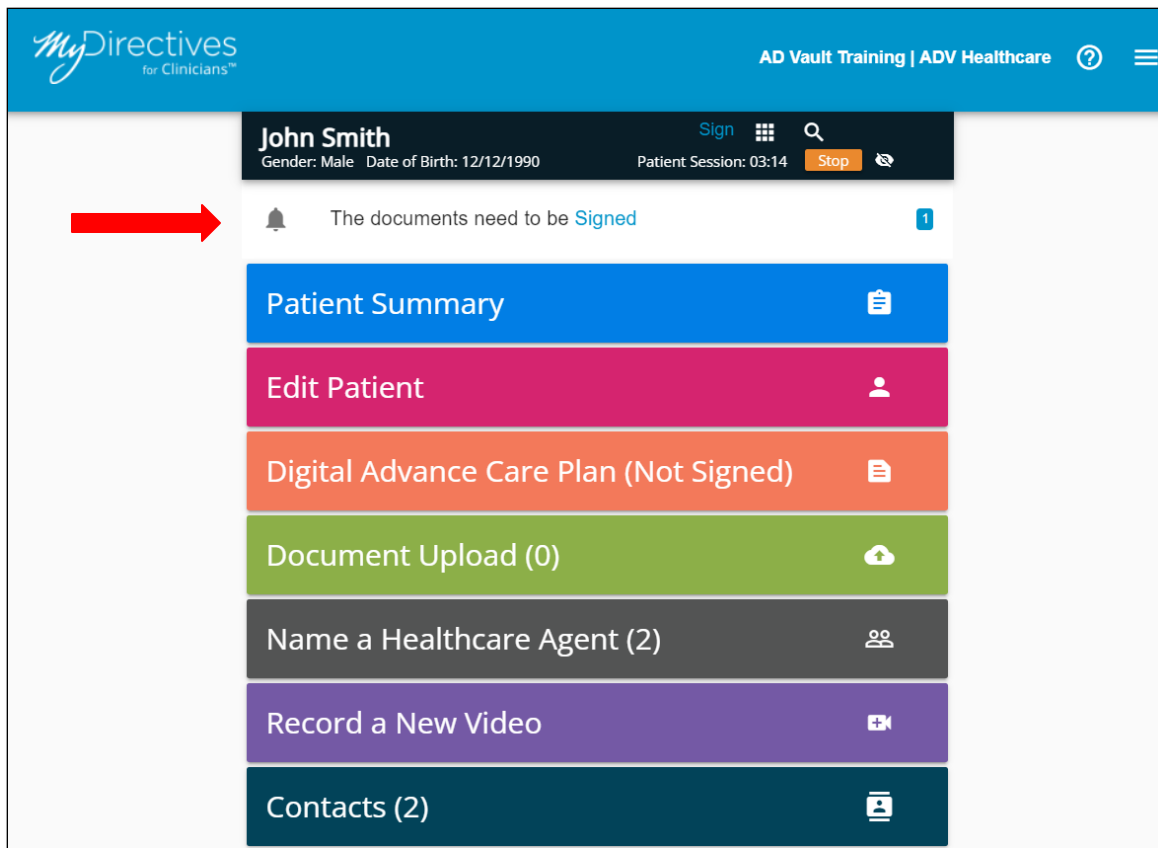 MyDirectives
for Clinicians™
AD Vault Training | ADV Healthcare
John Smith
Sign
Gender: Male Date of Birth: 12/12/1990
Patient Session: 03:14 Stop
The documents need to be Signed
1
Patient Summary
Edit Patient
Digital Advance Care Plan (Not Signed)
Document Upload (0)
Name a Healthcare Agent (2)
Record a New Video
Contacts (2)